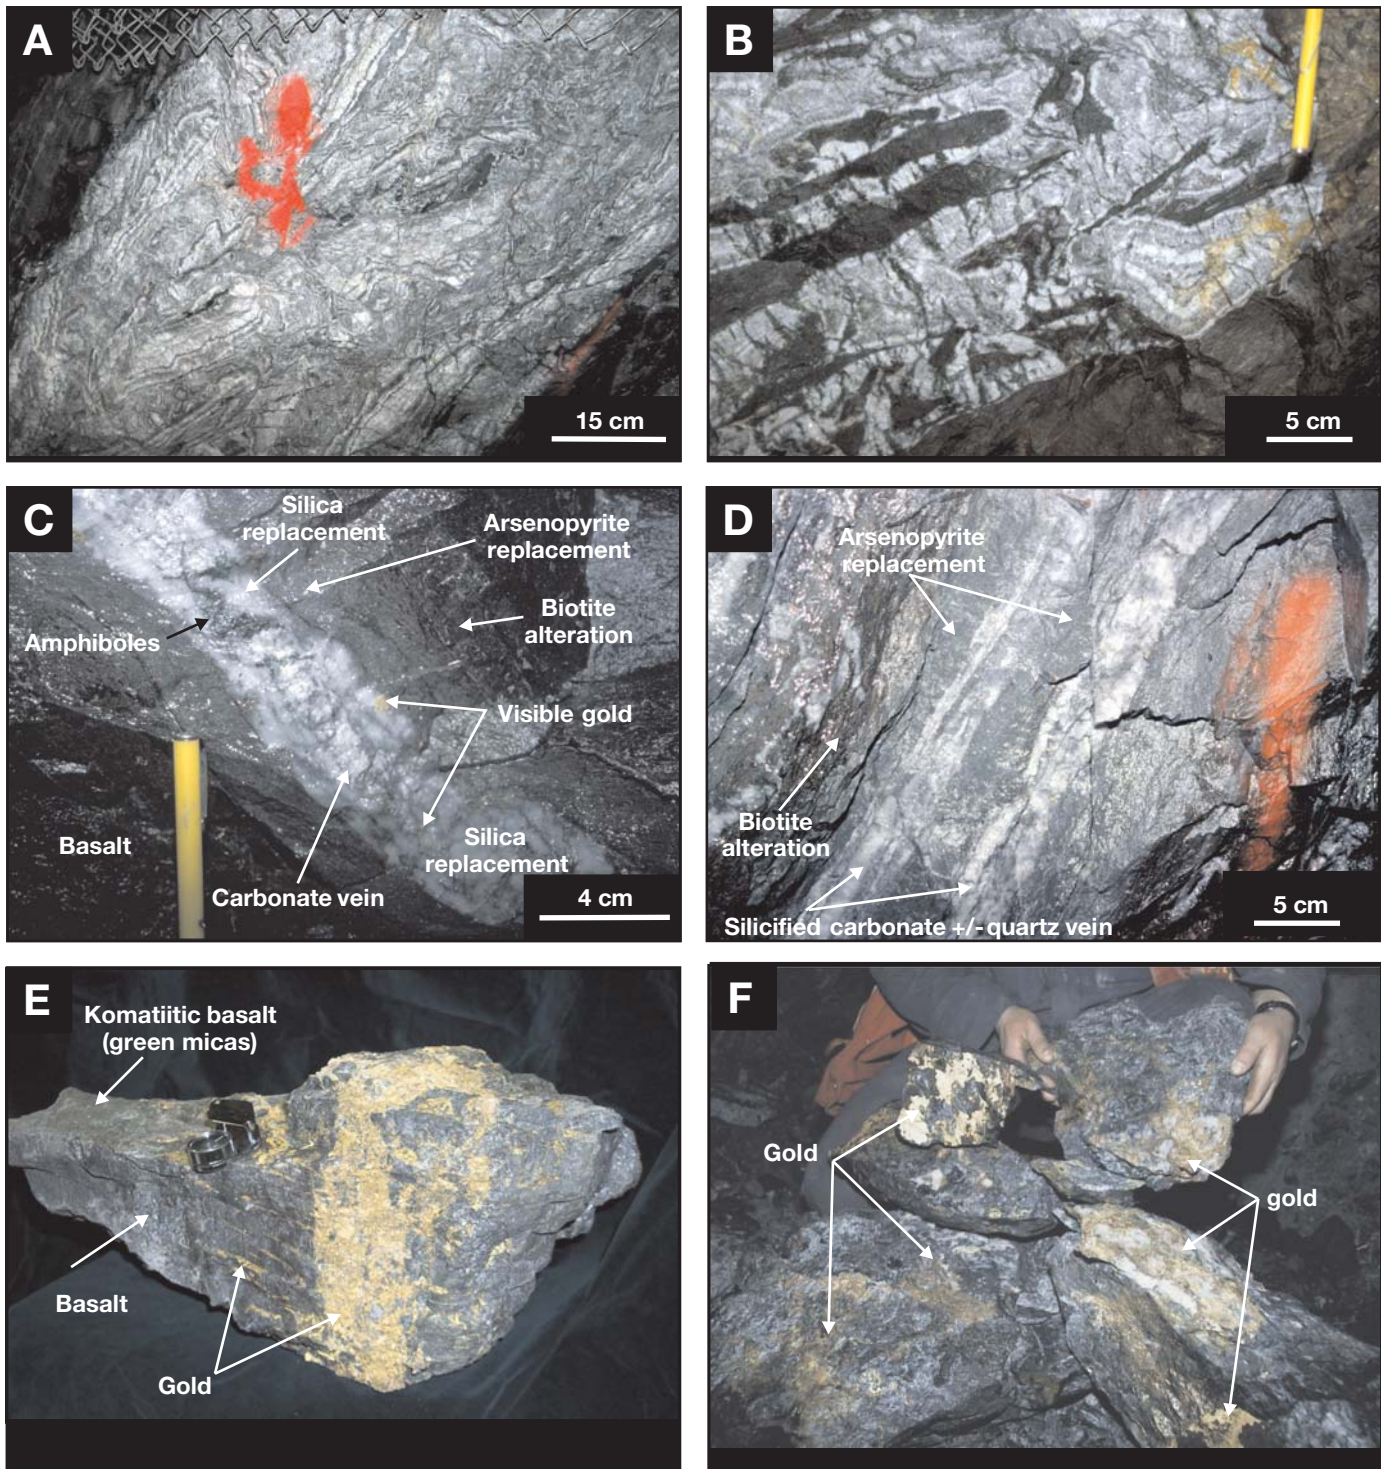 A
15 cm
B
5 cm
C
Silica
replacement
Arsenopyrite
replacement
Biotite
alteration
Amphiboles
Visible gold
Basalt
Silica
replacement
Carbonate vein
4 cm
D
Arsenopyrite
replacement
Biotite
alteration
Silicified carbonate +/- quartz vein
5 cm
E
Komatiitic basalt
(green micas)
Basalt
Gold
F
Gold
gold